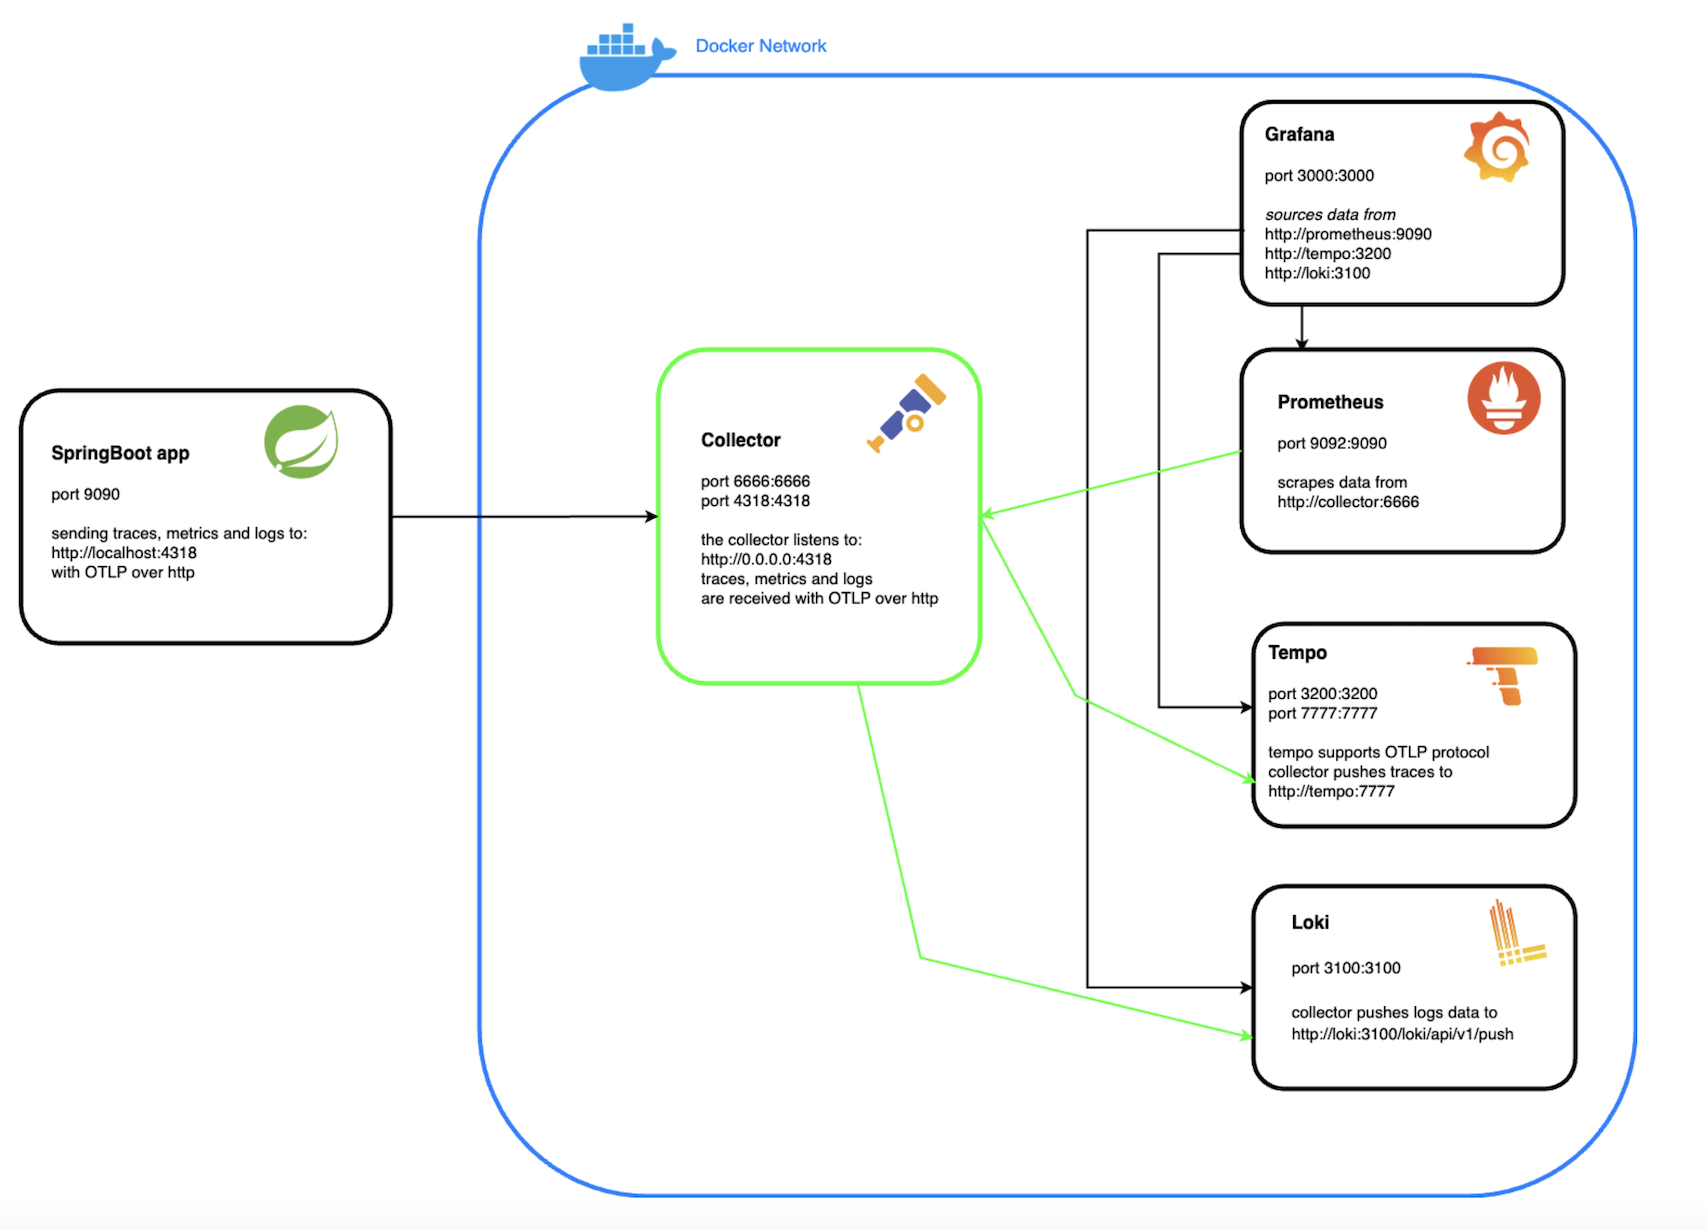 Docker Network
SpringBoot app
port 9090
sending traces, metrics and logs to:
http://localhost:4318
with OTLP over http
Collector
port 6666:6666
port 4318:4318
the collector listens to:
http://0.0.0.0:4318
traces, metrics and logs
are received with OTLP over http
Grafana
port 3000:3000
sources data from
http://prometheus:9090
http://tempo:3200
http://loki:3100
Prometheus
port 9092:9090
scrapes data from
http://collector:6666
Tempo
port 3200:3200
port 7777:7777
tempo supports OTLP protocol
collector pushes traces to
http://tempo:7777
Loki
port 3100:3100
collector pushes logs data to
http://loki:3100/loki/api/v1/push